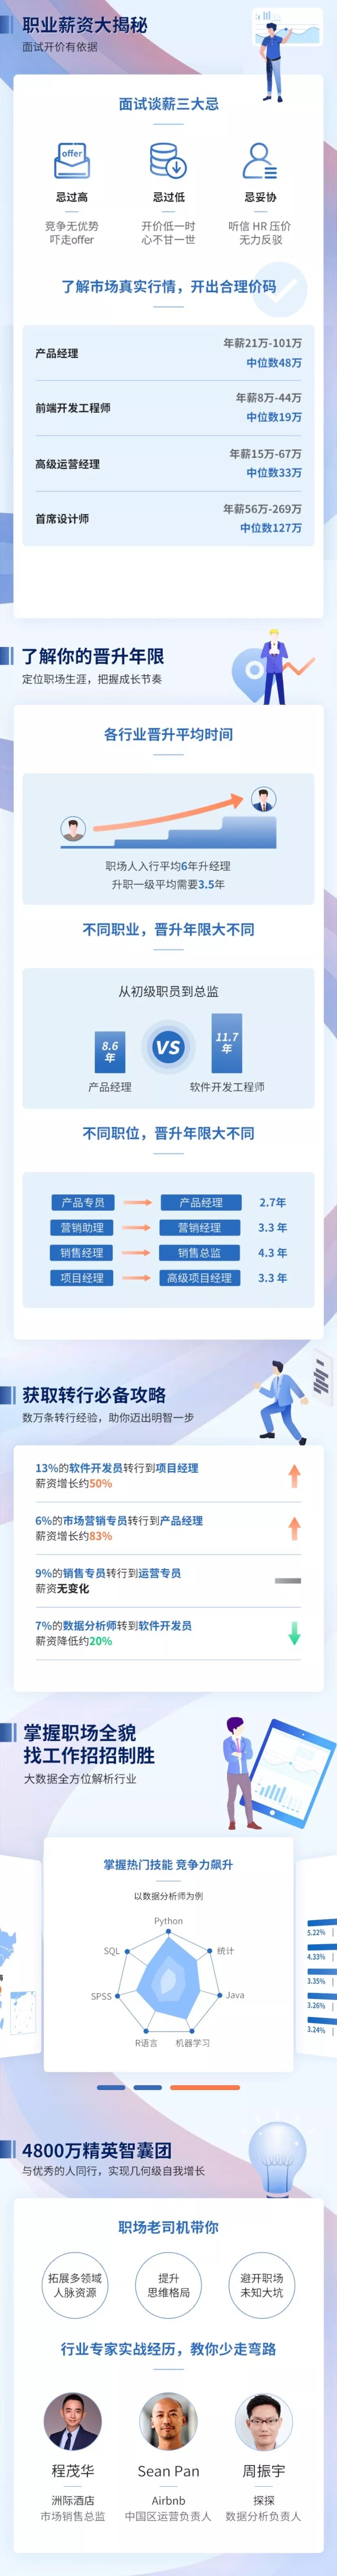 职业薪资大揭秘
面试开价有依据
面试谈薪三大忌
offer
忌过高
忌过低
忌妥协
竞争无优势
吓走offer
开价低一时
心不甘一世
听信 HR 压价
无力反驳
了解市场真实行情，开出合理价码
产品经理
年薪21万-101万
中位数48万
前端开发工程师
年薪8万-44万
中位数19万
高级运营经理
年薪15万-67万
中位数33万
首席设计师
年薪56万-269万
中位数127万
了解你的晋升年限
定位职场生涯，把握成长节奏
各行业晋升平均时间
职场人入行平均6年升经理
升职一级平均需要3.5年
不同职业，晋升年限大不同
从初级职员到总监
8.6
年
VS
11.7
年
产品经理
软件开发工程师
不同职位，晋升年限大不同
产品专员
产品经理
2.7年
营销助理
营销经理
3.3 年
销售经理
销售总监
4.3 年
项目经理
高级项目经理
3.3 年
获取转行必备攻略
数万条转行经验，助你迈出明智一步
13%的软件开发员转行到项目经理
薪资增长约50%
6%的市场营销专员转行到产品经理
薪资增长约83%
9%的销售专员转行到运营专员
薪资无变化
7%的数据分析师转到软件开发员
薪资降低约20%
掌握职场全貌
找工作招招制胜
大数据全方位解析行业
掌握热门技能 竞争力飙升
以数据分析师为例
Python
SQL
统计
SPSS
Java
R语言
机器学习
5.22%
4.33%
3.35%
3.26%
3.24%
4800万精英智囊团
与优秀的人同行，实现几何级自我增长
职场老司机带你
拓展多领域
人脉资源
提升
思维格局
避开职场
未知大坑
行业专家实战经历，教你少走弯路
程茂华
Sean Pan
周振宇
洲际酒店
市场销售总监
Airbnb
中国区运营负责人
探探
数据分析负责人